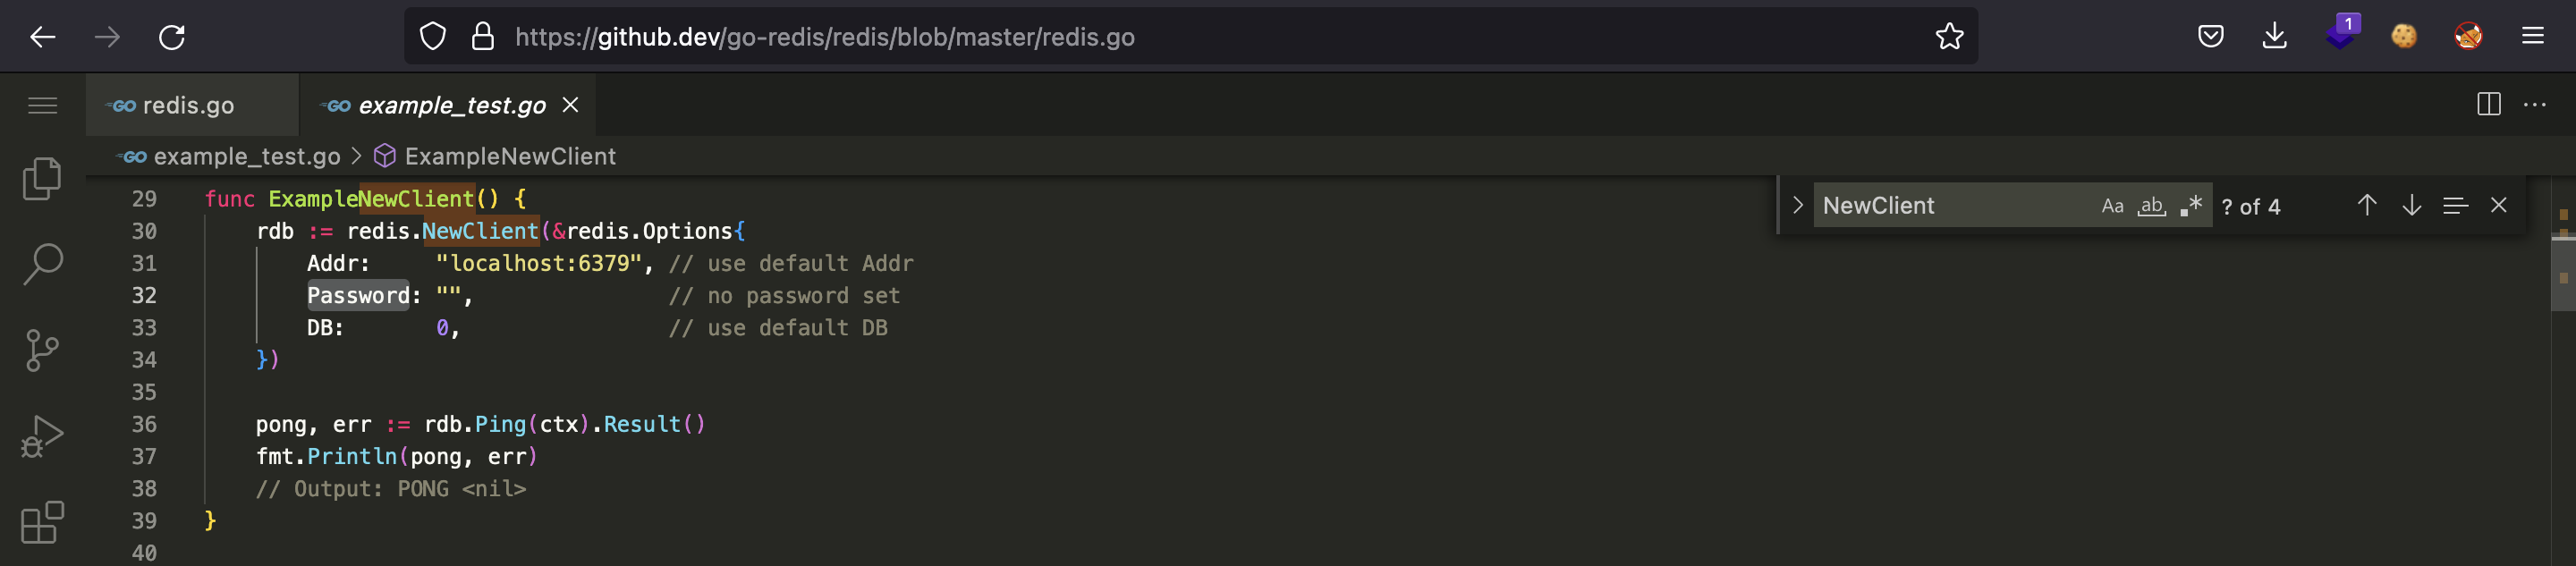 https://github.dev/go-redis/redis/blob/master/redis.go
1
GO redis.go
GO example_test.go
GO example_test.go > ExampleNewClient
NewClient Aa ab .* ? of 4
29 func ExampleNewClient() {
30 rdb := redis.NewClient(&redis.Options{
31 Addr: "localhost:6379", // use default Addr
32 Password: "", // no password set
33 DB: 0, // use default DB
34 })
35
36 pong, err := rdb.Ping(ctx).Result()
37 fmt.Println(pong, err)
38 // Output: PONG <nil>
39 }
40